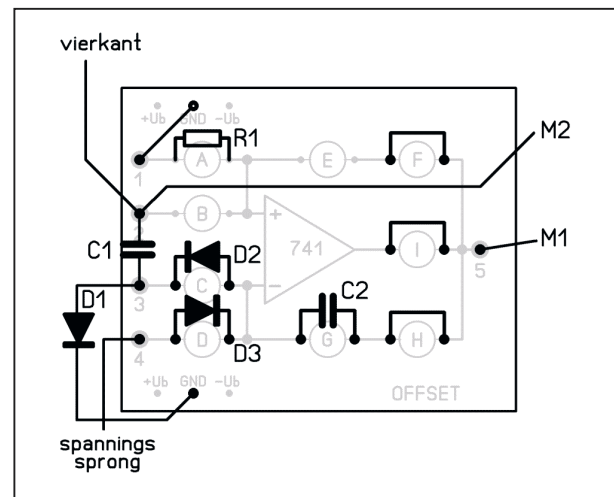 vierkant
+Ub GND -Ub
R1
M2
A
E
F
1
B
2
+
C1
D2
741
I
M1
C
-
5
3
C2
D1
D
D3
G
H
4
+Ub GND -Ub
OFFSET
spannings
sprong